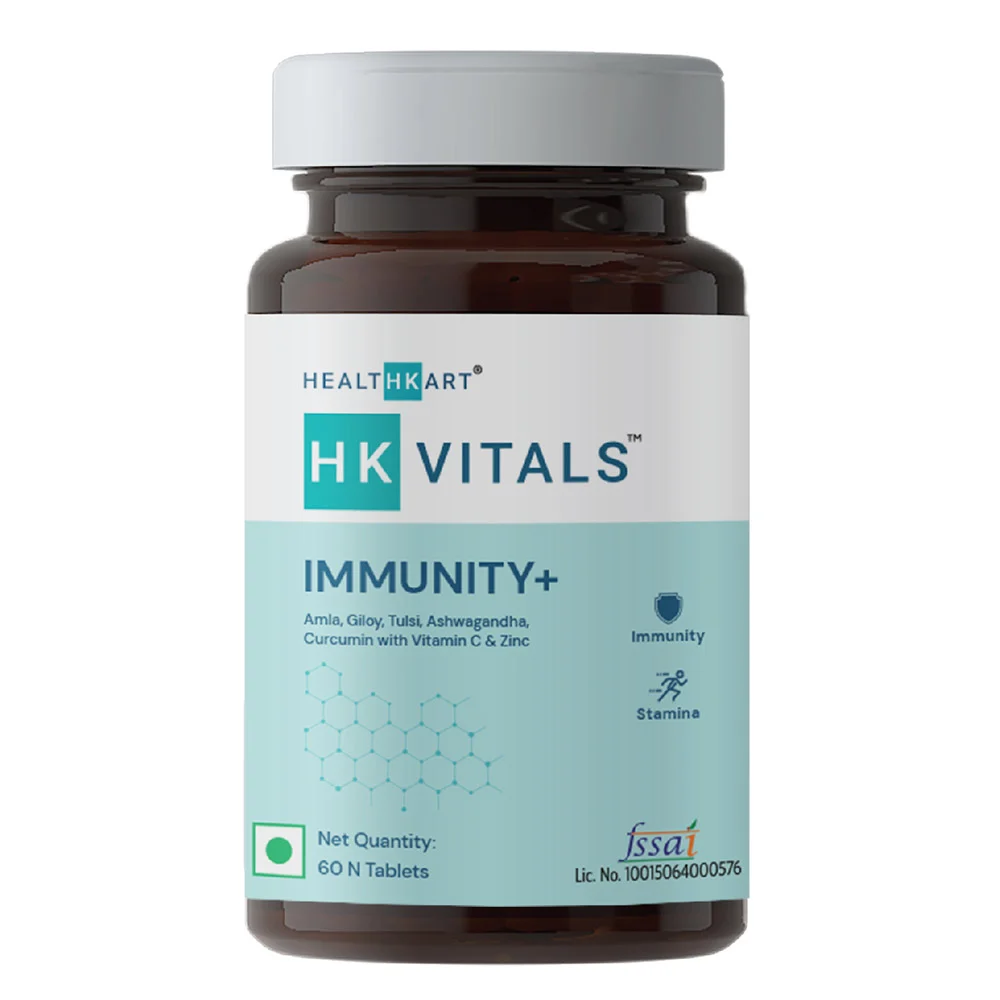 HEALTHKART®
HK VITALS™
IMMUNITY+
Amla, Giloy, Tulsi, Ashwagandha,
Curcumin with Vitamin C & Zinc
Immunity
Stamina
Net Quantity:
60 N Tablets
fssai
Lic. No. 10015064000576